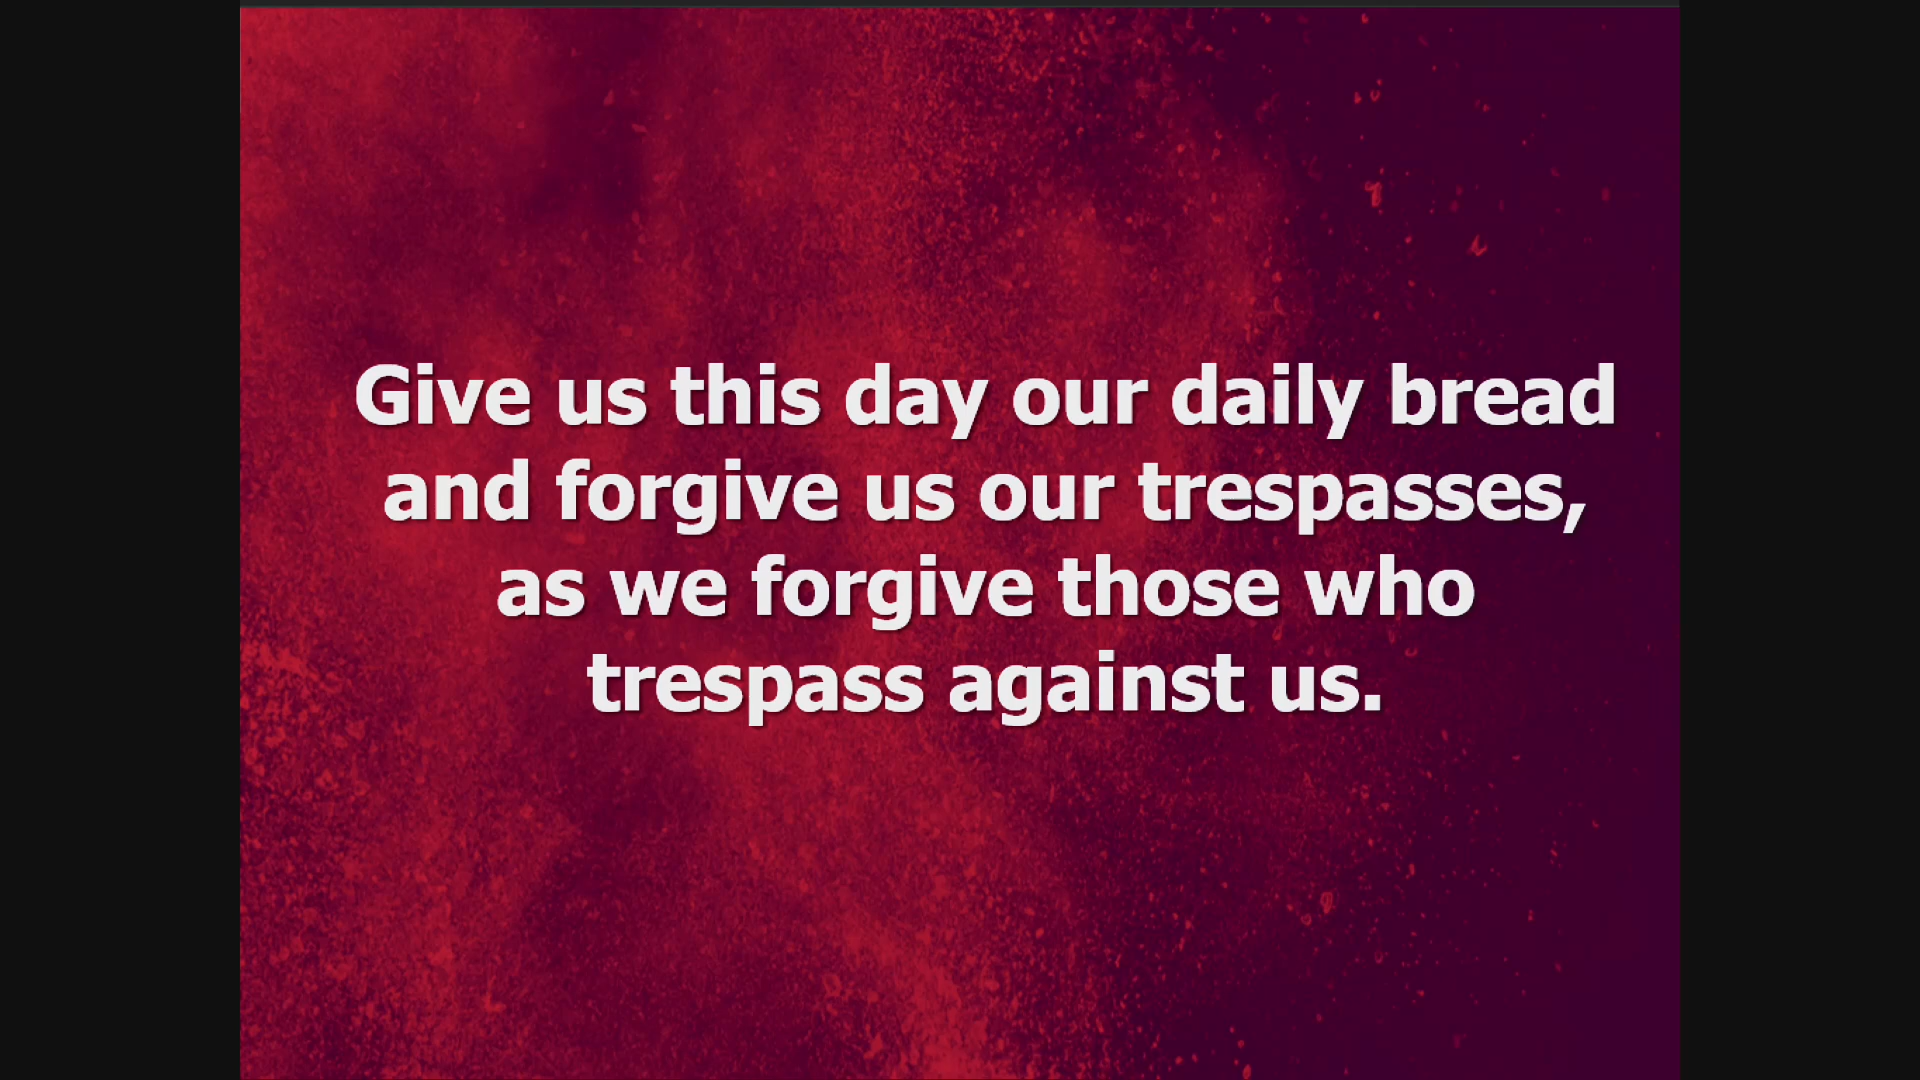 Give us this day our daily bread
and forgive us our trespasses,
as we forgive those who
trespass against us.